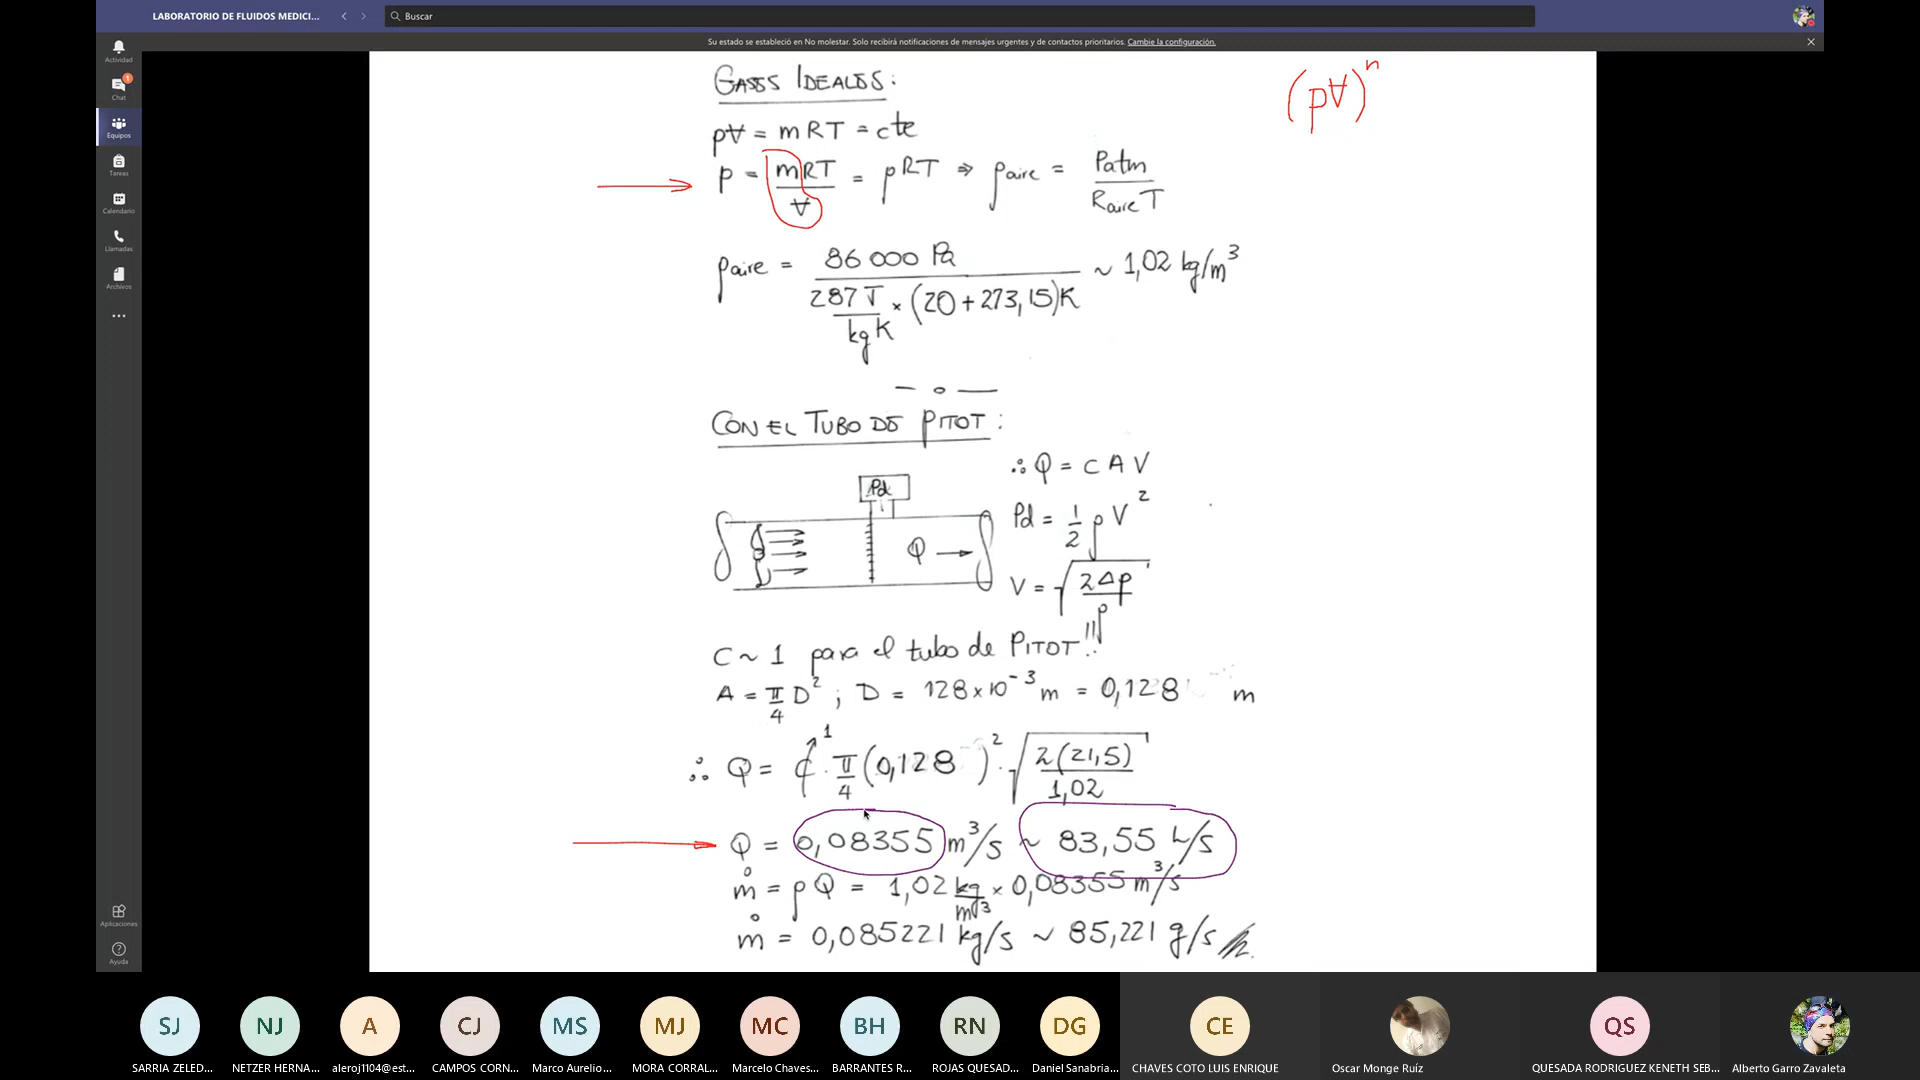 LABORATORIO DE FLUIDOS MEDICI...
Buscar
Su estado se estableció en No molestar. Solo recibirá notificaciones de mensajes urgentes y de contactos prioritarios. Cambie la configuración.
Actividad
1
Chat
Equipos
Tareas
Calendario
Llamadas
Archivos
Aplicaciones
Ayuda
GASES IDEALES:
(p∀)ⁿ
p∀ = mRT = cte
p = mRT/∀ = ρRT ⇒ ρaire = Patm/(Raire T)
ρaire = 86 000 Pa / (287 J/kg K × (20 + 273,15)K) ~ 1,02 kg/m³
— o —
CON EL TUBO DE PITOT:
Pd
Q
∴ Q = C A V
Pd = 1/2 ρ V²
V = √(2Δp/ρ)
C ~ 1 para el tubo de PITOT!!!
A = π/4 D² ; D = 128 × 10⁻³ m = 0,128 m
∴ Q = C¹ · π/4 (0,128)² · √(2(21,5)/1,02)
Q = 0,08355 m³/s ~ 83,55 L/s
ṁ = ρQ = 1,02 kg/m³ × 0,08355 m³/s
ṁ = 0,085221 kg/s ~ 85,221 g/s
SJ
NJ
A
CJ
MS
MJ
MC
BH
RN
DG
CE
QS
SARRIA ZELED...
NETZER HERNA...
aleroj1104@est...
CAMPOS CORN...
Marco Aurelio...
MORA CORRAL...
Marcelo Chaves...
BARRANTES R...
ROJAS QUESAD...
Daniel Sanabria...
CHAVES COTO LUIS ENRIQUE
Oscar Monge Ruíz
QUESADA RODRIGUEZ KENETH SEB...
Alberto Garro Zavaleta